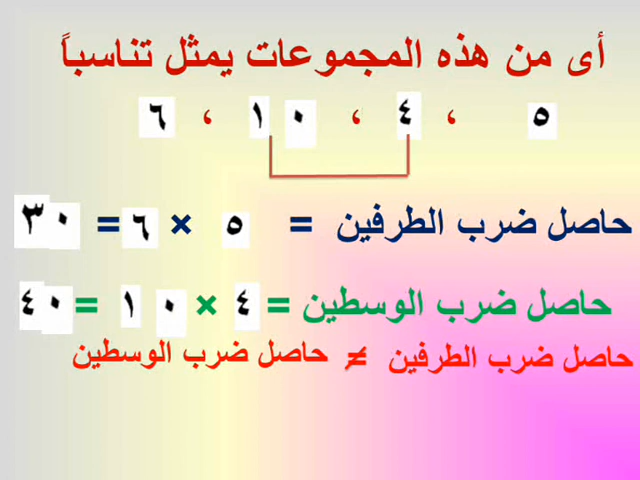 أى من هذه المجموعات يمثل تناسباً
٥ ، ٤ ، ١٠ ، ٦
حاصل ضرب الطرفين = ٥ × ٦ = ٣٠
حاصل ضرب الوسطين = ٤ × ١٠ = ٤٠
حاصل ضرب الطرفين ≠ حاصل ضرب الوسطين